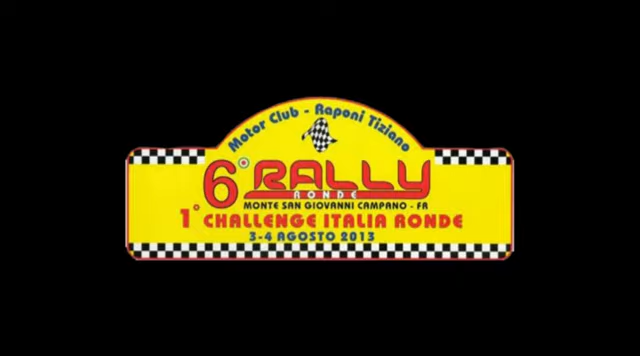 Motor Club - Raponi Tiziano
6° RALLY
RONDE
MONTE SAN GIOVANNI CAMPANO - FR
1° CHALLENGE ITALIA RONDE
3-4 AGOSTO 2013